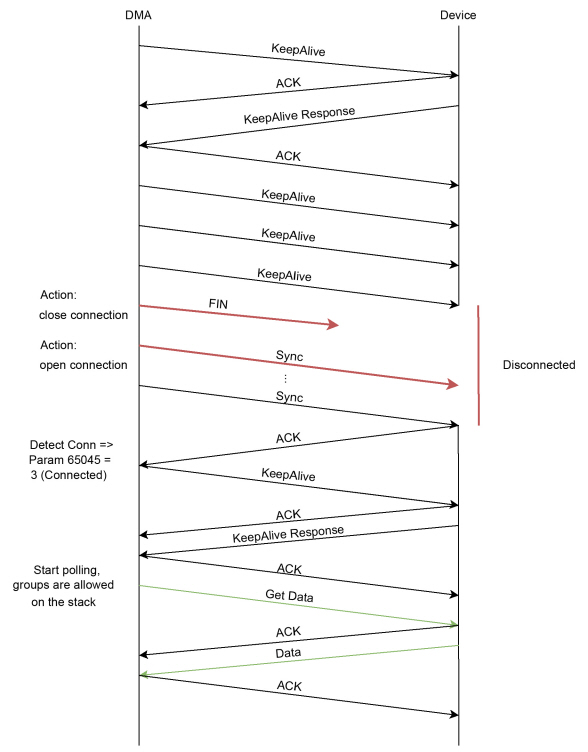 DMA
Device
KeepAlive
ACK
KeepAlive Response
ACK
KeepAlive
KeepAlive
KeepAlive
Action:
close connection
FIN
Action:
open connection
Sync
Disconnected
...
Sync
ACK
Detect Conn =>
Param 65045 =
3 (Connected)
KeepAlive
ACK
KeepAlive Response
ACK
Start polling,
groups are allowed
on the stack
Get Data
ACK
Data
ACK